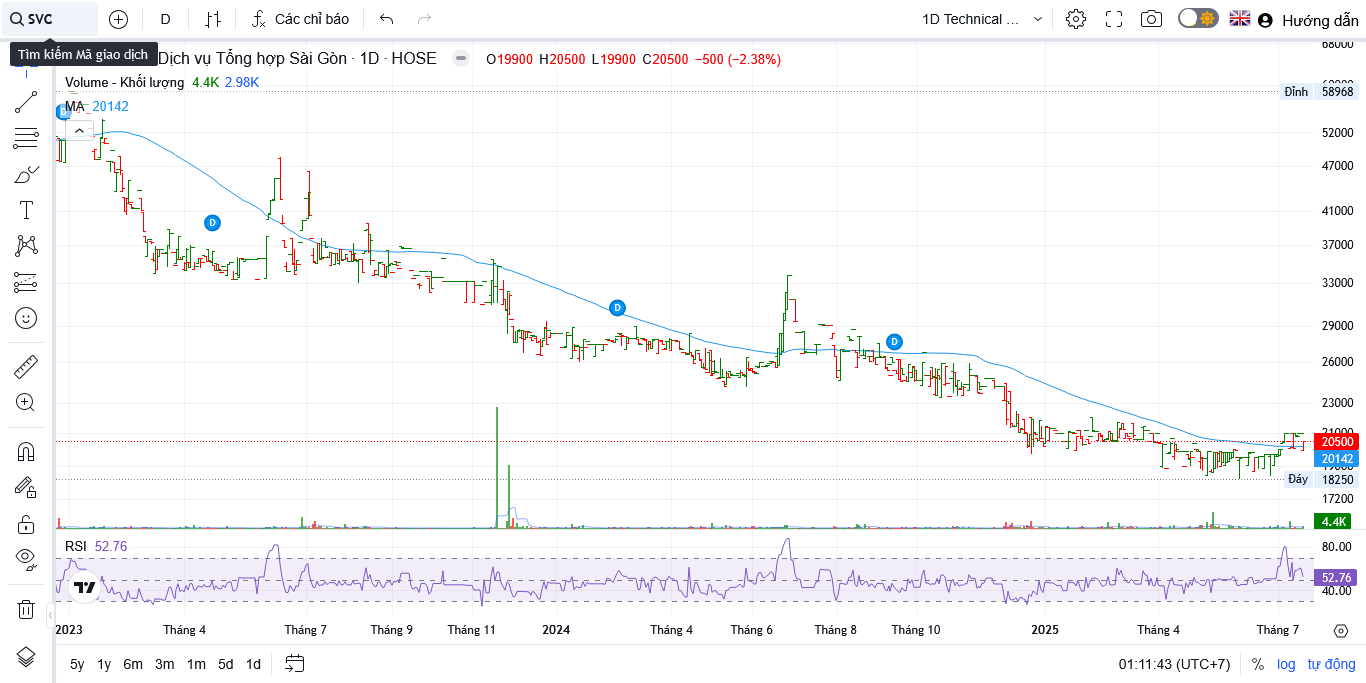 SVC
D
Các chỉ báo
1D Technical ...
Hướng dẫn
Tìm kiếm Mã giao dịch
Dịch vụ Tổng hợp Sài Gòn · 1D · HOSE
O19900 H20500 L19900 C20500 −500 (−2.38%)
Volume - Khối lượng 4.4K 2.98K
MA 20142
68000
Đỉnh 58968
52000
47000
41000
37000
33000
29000
26000
23000
21000
20500
20142
Đáy 18250
17200
4.4K
D
D
D
D
RSI 52.76
80.00
52.76
40.00
2023 Tháng 4 Tháng 7 Tháng 9 Tháng 11 2024 Tháng 4 Tháng 6 Tháng 8 Tháng 10 2025 Tháng 4 Tháng 7
5y 1y 6m 3m 1m 5d 1d
01:11:43 (UTC+7) % log tự động